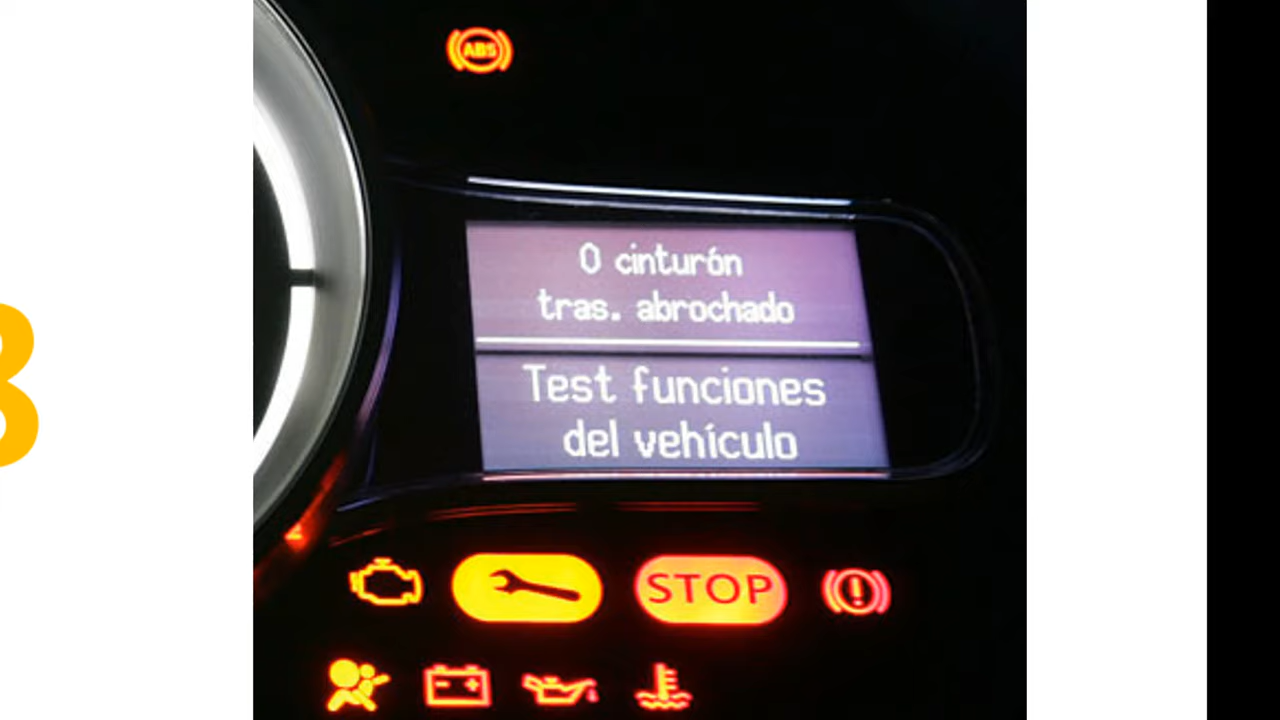 ABS
0 cinturón
tras. abrochado
Test funciones
del vehículo
STOP